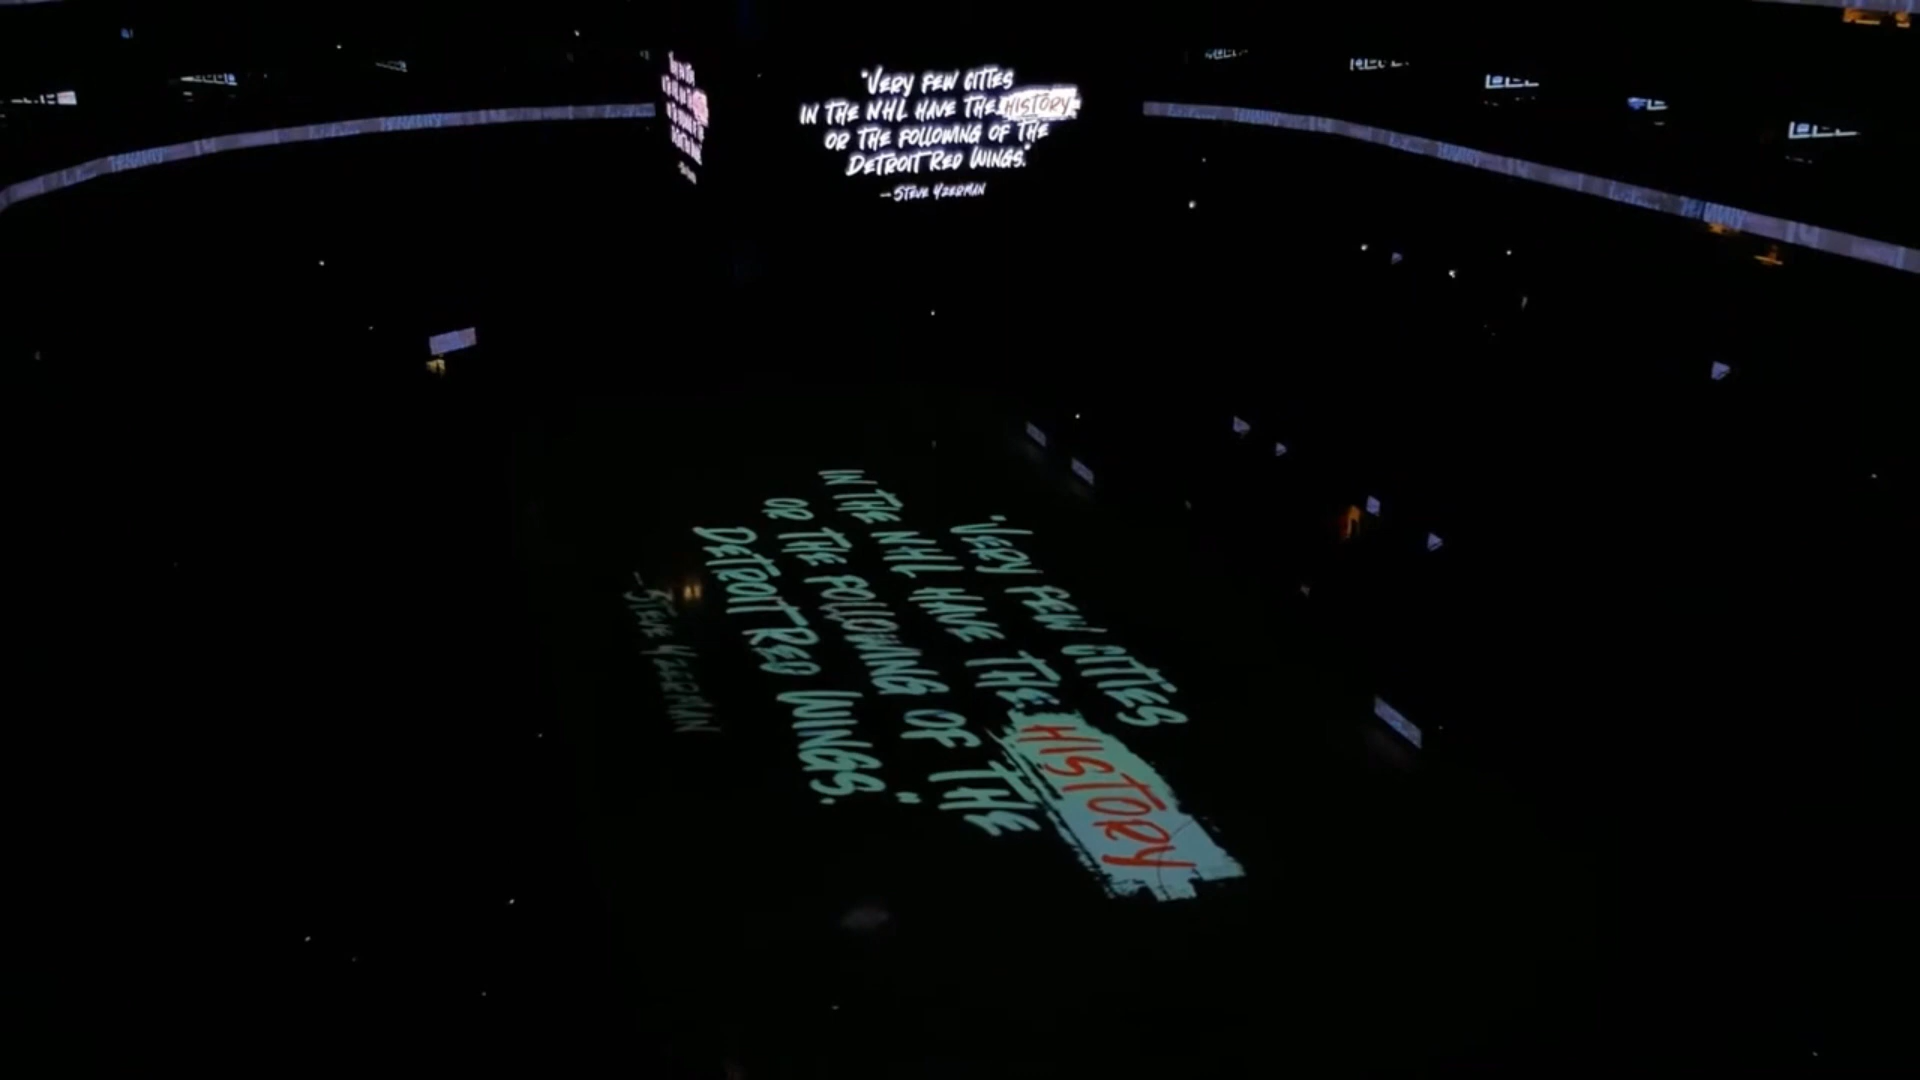 "VERY FEW CITIES
IN THE NHL HAVE THE HISTORY
OR THE FOLLOWING OF THE
DETROIT RED WINGS."
— STEVE YZERMAN
"VERY FEW CITIES
IN THE NHL HAVE THE HISTORY
OR THE FOLLOWING OF THE
DETROIT RED WINGS."
— STEVE YZERMAN